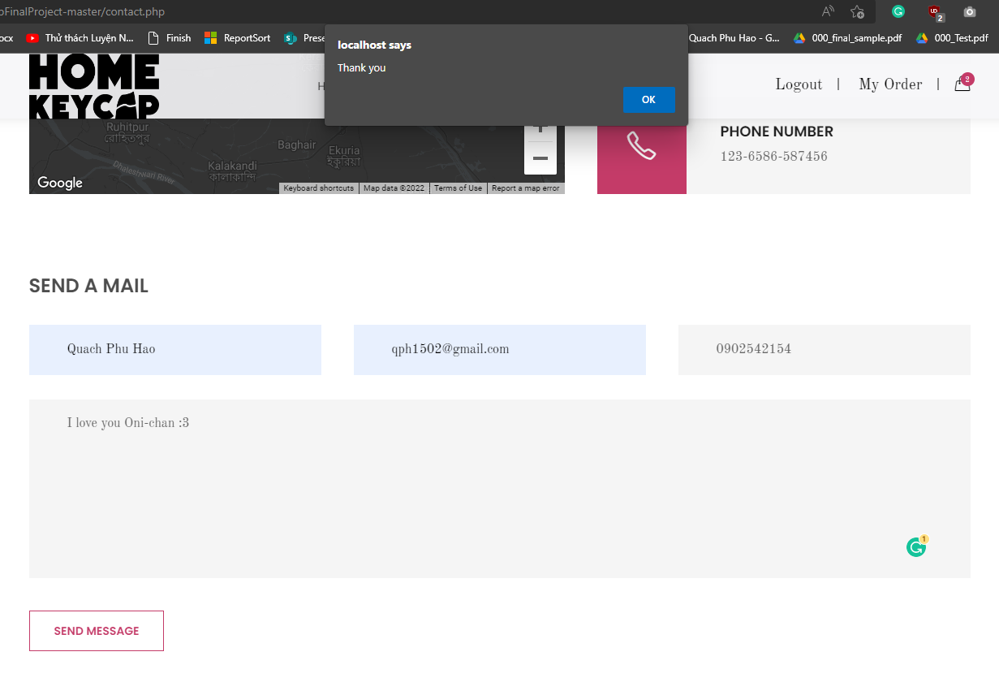 oFinalProject-master/contact.php
ocx
Thử thách Luyện N...
Finish
ReportSort
Prese
Quach Phu Hao - G...
000_final_sample.pdf
000_Test.pdf
localhost says
Thank you
OK
HOME
KEYCAP
H
Logout | My Order |
2
Ruhitpur
রোহিতপুর
Baghair
Ekuria
ইকুরিয়া
Kalakandi
কালাকান্দি
Dhaleshwari River
Google
Keyboard shortcuts
Map data ©2022
Terms of Use
Report a map error
PHONE NUMBER
123-6586-587456
SEND A MAIL
Quach Phu Hao
qph1502@gmail.com
0902542154
I love you Oni-chan :3
1
SEND MESSAGE